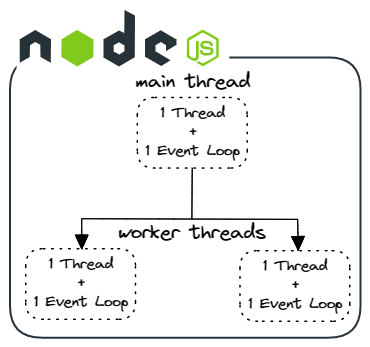 node
JS
main thread
1 Thread
+
1 Event Loop
worker threads
1 Thread
+
1 Event Loop
1 Thread
+
1 Event Loop